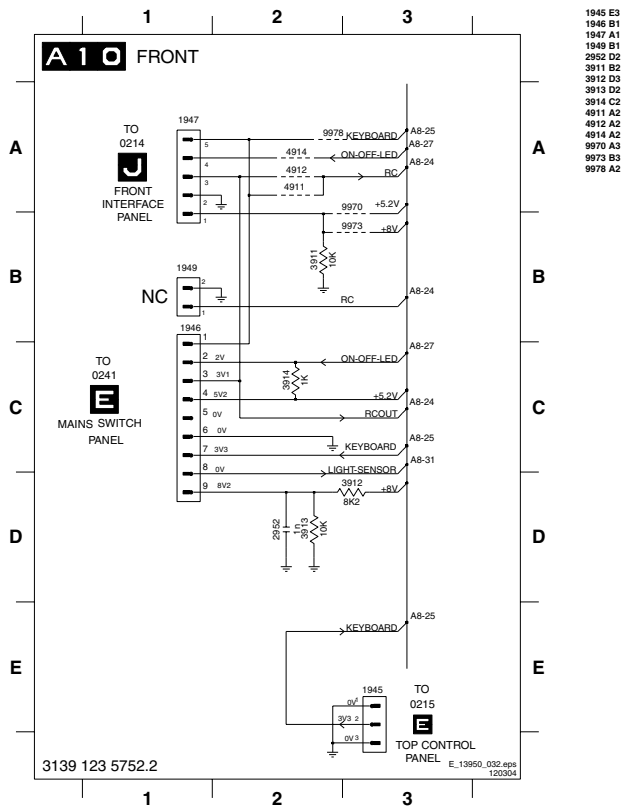 1 2 3
A 1 0 FRONT
1945 E3
1946 B1
1947 A1
1949 B1
2952 D2
3911 B2
3912 D3
3913 D2
3914 C2
4911 A2
4912 A2
4914 A2
9970 A3
9973 B3
9978 A2
A
A
TO
0214
J
FRONT
INTERFACE
PANEL
1947
5
4
3
2
1
9978 KEYBOARD A8-25
4914 ON-OFF-LED A8-27
4912 RC A8-24
4911
9970 +5.2V
9973 +8V
3911
10K
B
B
NC
1949
2
1
RC A8-24
1946
1
2 2V ON-OFF-LED A8-27
3 3V1
3914
1K
4 5V2 +5.2V
C
C
TO
0241
E
MAINS SWITCH
PANEL
5 0V RCOUT A8-24
6 0V
7 3V3 KEYBOARD A8-25
8 0V LIGHT-SENSOR A8-31
9 8V2 3912 +8V
8K2
D
D
2952
1n
3913
10K
KEYBOARD A8-25
E
E
1945
0V 1
3V3 2
0V 3
TO
0215
E
TOP CONTROL
PANEL
3139 123 5752.2
E_13950_032.eps
120304
1 2 3